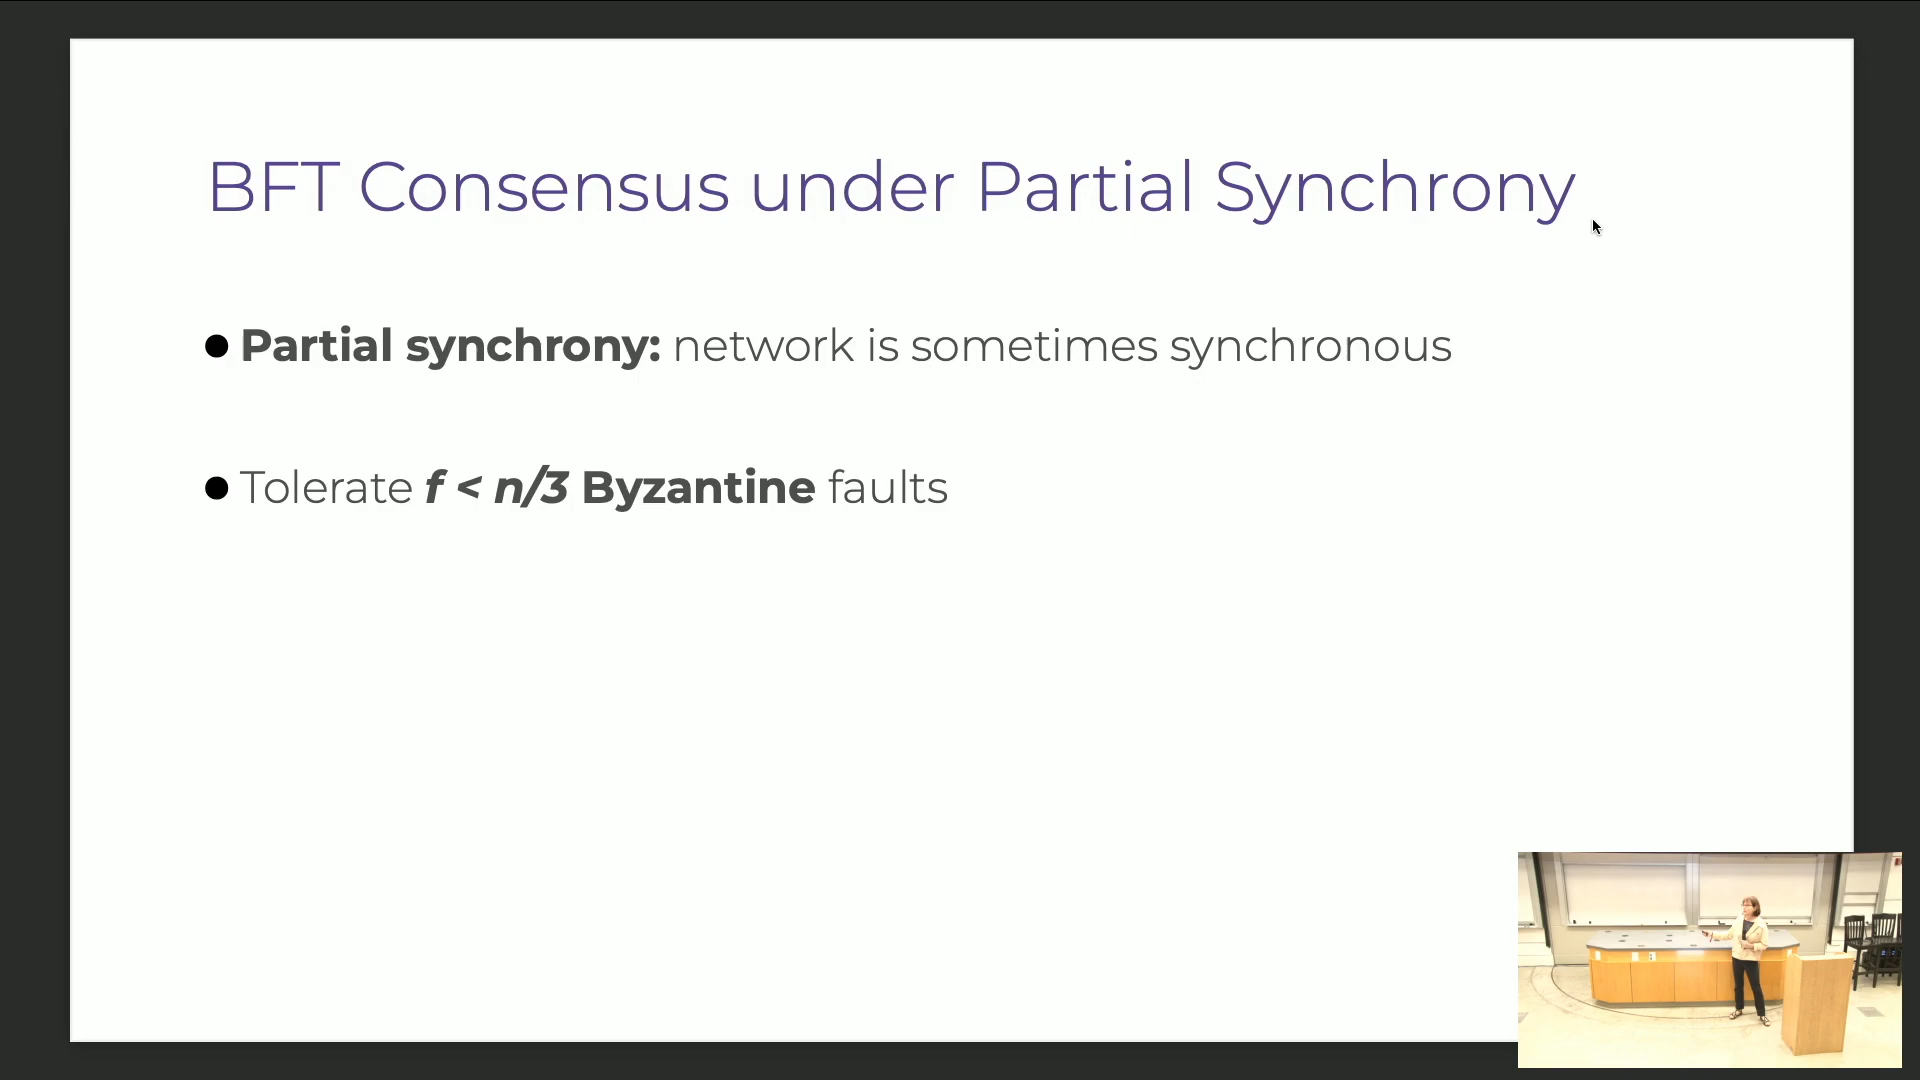 BFT Consensus under Partial Synchrony
● Partial synchrony: network is sometimes synchronous
● Tolerate f < n/3 Byzantine faults